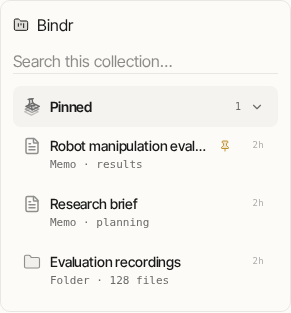 Bindr
Search this collection...
Pinned 1
Robot manipulation eval... 2h
Memo · results
Research brief 2h
Memo · planning
Evaluation recordings 2h
Folder · 128 files